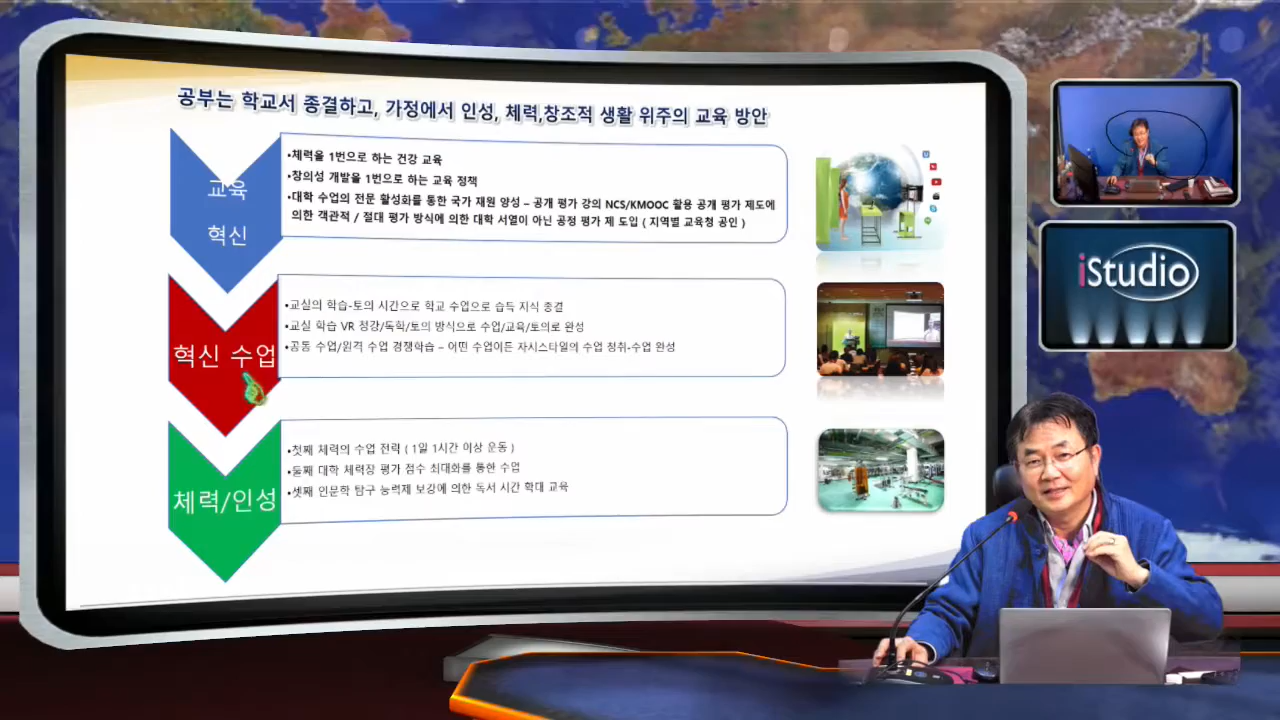 공부는 학교서 종결하고, 가정에서 인성, 체력,창조적 생활 위주의 교육 방안
교육
혁신
•체력을 1번으로 하는 건강 교육
•창의성 개발을 1번으로 하는 교육 정책
•대학 수업의 전문 활성화를 통한 국가 재원 양성 – 공개 평가 강의 NCS/KMOOC 활용 공개 평가 제도에
의한 객관적 / 절대 평가 방식에 의한 대학 서열이 아닌 공정 평가 제 도입 ( 지역별 교육청 공인 )
혁신 수업
•교실의 학습-토의 시간으로 학교 수업으로 습득 지식 종결
•교실 학습 VR 청강/독학/토의 방식으로 수업/교육/토의로 완성
•공동 수업/원격 수업 경쟁학습 – 어떤 수업이든 자시스타일의 수업 청취-수업 완성
체력/인성
•첫째 체력의 수업 전력 ( 1일 1시간 이상 운동 )
•둘째 대학 체력장 평가 점수 최대화를 통한 수업
•셋째 인문학 탐구 능력제 보강에 의한 독서 시간 확대 교육
iStudio